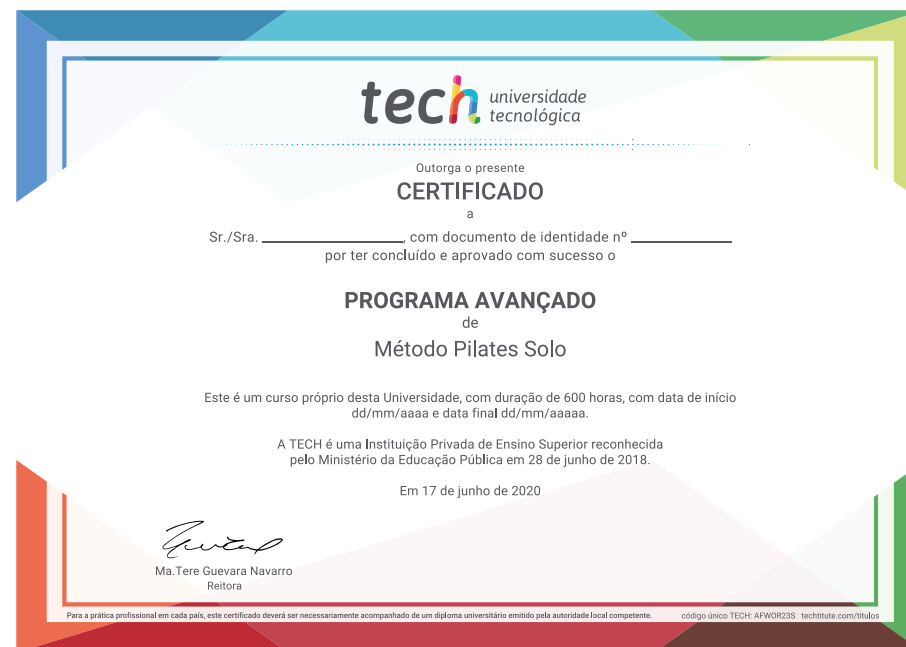 tech universidade
tecnológica
Outorga o presente
CERTIFICADO
a
Sr./Sra. ____________, com documento de identidade nº ____________
por ter concluído e aprovado com sucesso o
PROGRAMA AVANÇADO
de
Método Pilates Solo
Este é um curso próprio desta Universidade, com duração de 600 horas, com data de início
dd/mm/aaaa e data final dd/mm/aaaaa.
A TECH é uma Instituição Privada de Ensino Superior reconhecida
pelo Ministério da Educação Pública em 28 de junho de 2018.
Em 17 de junho de 2020
Ma.Tere Guevara Navarro
Reitora
Para a prática profissional em cada país, este certificado deverá ser necessariamente acompanhado de um diploma universitário emitido pela autoridade local competente. código único TECH: AFWOR23S techtitute.com/titulos